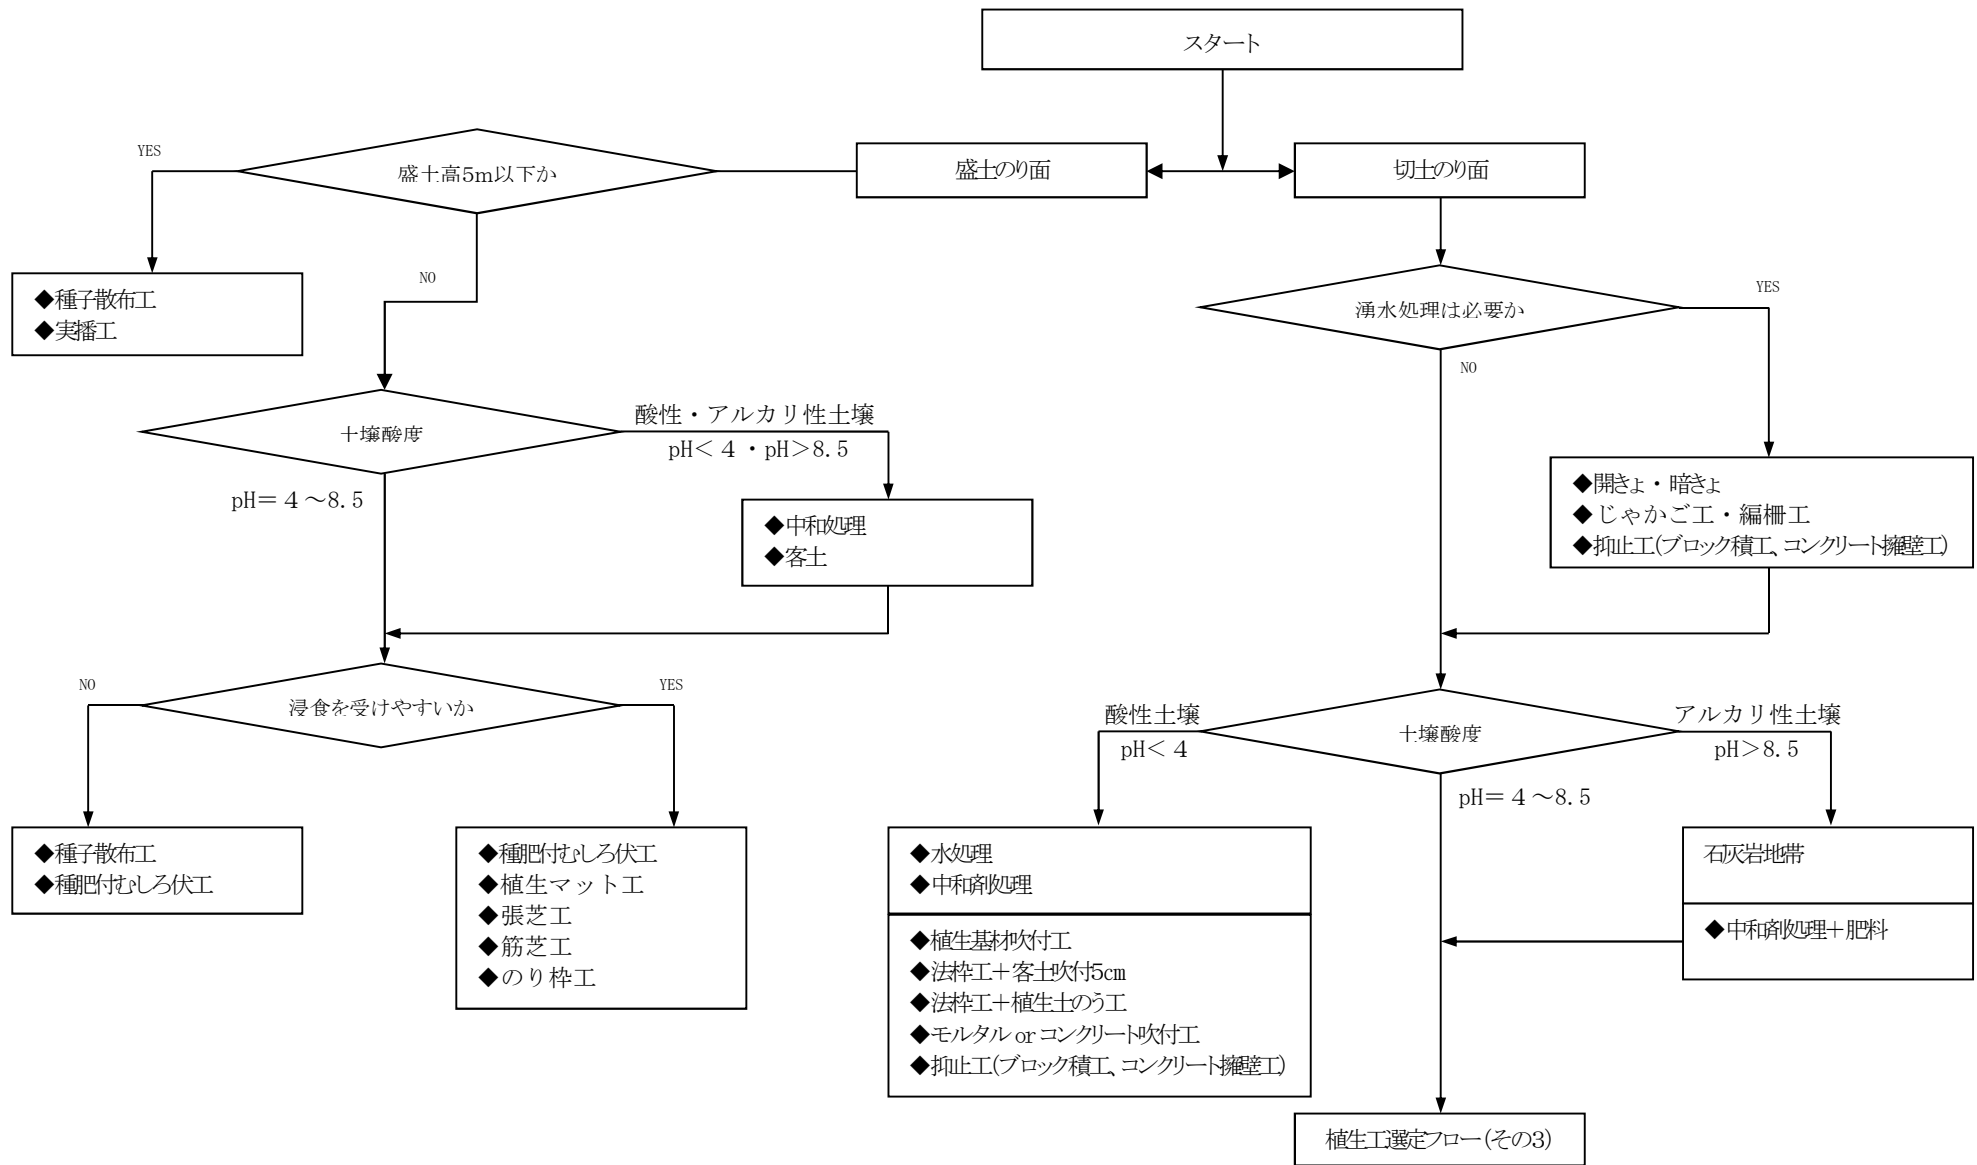 スタート
盛土のり面
切土のり面
YES
盛土高5m以下か
NO
◆種子散布工
◆実播工
湧水処理は必要か
YES
NO
土壌酸度
酸性・アルカリ性土壌
pH＜４・pH＞8.5
pH＝４～8.5
◆中和処理
◆客土
◆開きょ・暗きょ
◆じゃかご工・編柵工
◆抑止工(ブロック積工、コンクリート擁壁工)
NO
浸食を受けやすいか
YES
◆種子散布工
◆種肥付むしろ伏工
◆種肥付むしろ伏工
◆植生マット工
◆張芝工
◆筋芝工
◆のり枠工
酸性土壌
pH＜４
土壌酸度
アルカリ性土壌
pH＞8.5
pH＝４～8.5
◆水処理
◆中和剤処理
◆植生基材吹付工
◆法枠工＋客土吹付5cm
◆法枠工＋植生土のう工
◆モルタル or コンクリート吹付工
◆抑止工(ブロック積工、コンクリート擁壁工)
石灰岩地帯
◆中和剤処理＋肥料
植生工選定フロー(その3)